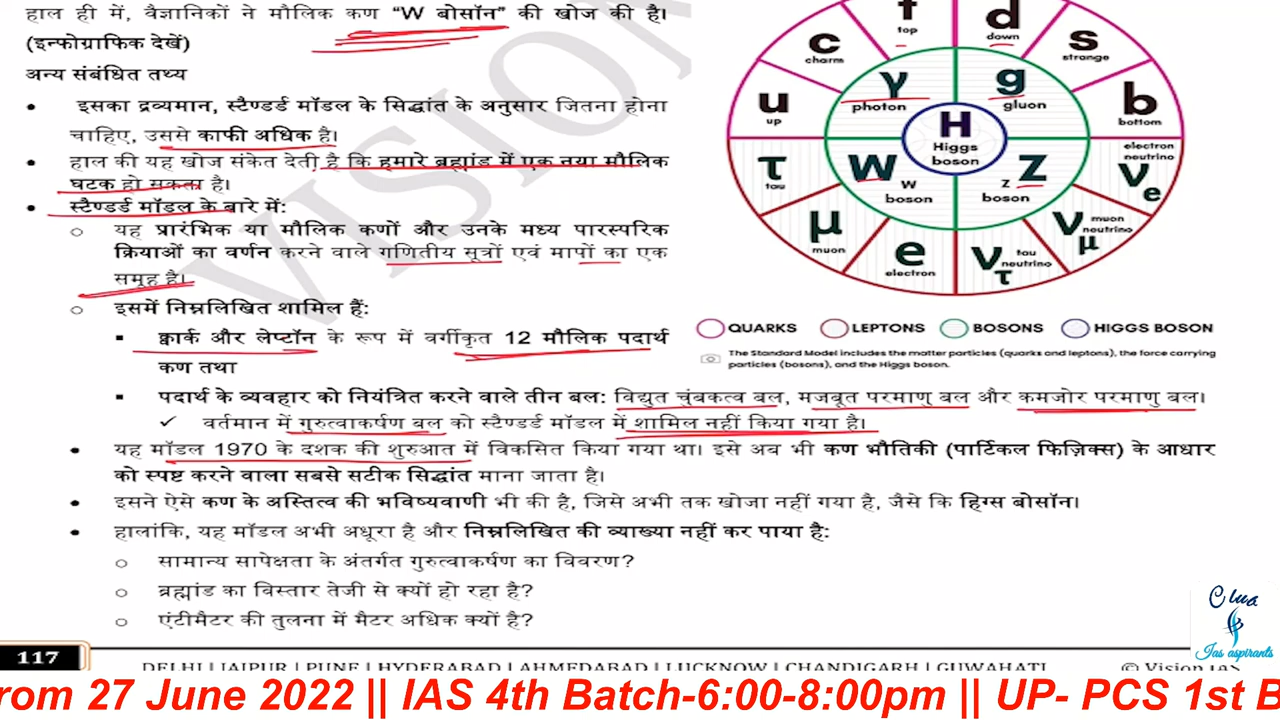 हाल ही में, वैज्ञानिकों ने मौलिक कण “W बोसॉन” की खोज की है।
(इन्फोग्राफिक देखें)
अन्य संबंधित तथ्य
• इसका द्रव्यमान, स्टैण्डर्ड मॉडल के सिद्धांत के अनुसार जितना होना
चाहिए, उससे काफी अधिक है।
• हाल की यह खोज संकेत देती है कि हमारे ब्रह्मांड में एक नया मौलिक
घटक हो सकता है।
• स्टैण्डर्ड मॉडल के बारे में:
○ यह प्रारंभिक या मौलिक कणों और उनके मध्य पारस्परिक
क्रियाओं का वर्णन करने वाले गणितीय सूत्रों एवं मापों का एक
समूह है।
○ इसमें निम्नलिखित शामिल हैं:
▪ क्वार्क और लेप्टॉन के रूप में वर्गीकृत 12 मौलिक पदार्थ
कण तथा
▪ पदार्थ के व्यवहार को नियंत्रित करने वाले तीन बल: विद्युत चुंबकत्व बल, मजबूत परमाणु बल और कमजोर परमाणु बल।
✓ वर्तमान में गुरुत्वाकर्षण बल को स्टैण्डर्ड मॉडल में शामिल नहीं किया गया है।
• यह मॉडल 1970 के दशक की शुरुआत में विकसित किया गया था। इसे अब भी कण भौतिकी (पार्टिकल फिज़िक्स) के आधार
को स्पष्ट करने वाला सबसे सटीक सिद्धांत माना जाता है।
• इसने ऐसे कण के अस्तित्व की भविष्यवाणी भी की है, जिसे अभी तक खोजा नहीं गया है, जैसे कि हिग्स बोसॉन।
• हालांकि, यह मॉडल अभी अधूरा है और निम्नलिखित की व्याख्या नहीं कर पाया है:
○ सामान्य सापेक्षता के अंतर्गत गुरुत्वाकर्षण का विवरण?
○ ब्रह्मांड का विस्तार तेजी से क्यों हो रहा है?
○ एंटीमैटर की तुलना में मैटर अधिक क्यों है?
t
top
d
down
c
charm
s
strange
γ
photon
g
gluon
u
up
b
bottom
H
Higgs
boson
τ
tau
W
W
boson
Z
Z
boson
electron
neutrino
νe
μ
muon
e
electron
ντ
tau
neutrino
νμ
muon
neutrino
QUARKS LEPTONS BOSONS HIGGS BOSON
The Standard Model includes the matter particles (quarks and leptons), the force carrying
particles (bosons), and the Higgs boson.
VISION
Clue
Ias aspirants
117
DELHI | JAIPUR | PUNE | HYDERABAD | AHMEDABAD | LUCKNOW | CHANDIGARH | GUWAHATI
© Vision IAS
rom 27 June 2022 || IAS 4th Batch-6:00-8:00pm || UP- PCS 1st B